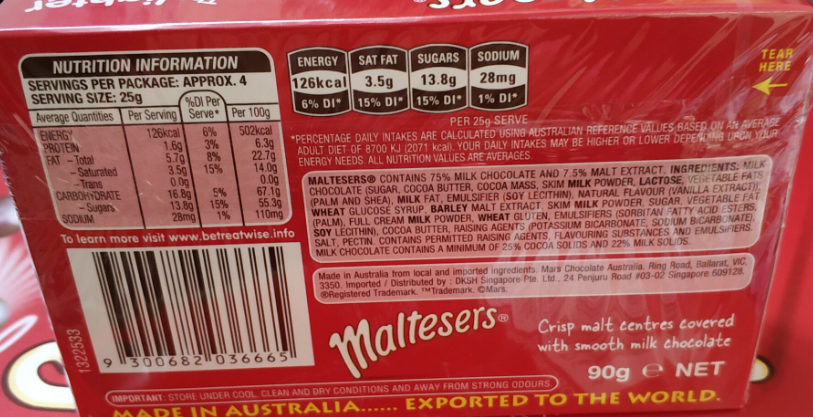 NUTRITION INFORMATION
SERVINGS PER PACKAGE: APPROX. 4
SERVING SIZE: 25g
Average Quantities Per Serving %DI Per Serve* Per 100g
ENERGY 126kcal 6% 502kcal
PROTEIN 1.6g 3% 6.3g
FAT - Total 5.7g 8% 22.7g
- Saturated 3.5g 15% 14.0g
- Trans 0.0g 0.0g
CARBOHYDRATE 16.8g 5% 67.1g
- Sugars 13.8g 15% 55.3g
SODIUM 28mg 1% 110mg
To learn more visit www.betreatwise.info
ENERGY SAT FAT SUGARS SODIUM
126kcal 3.5g 13.8g 28mg
6% DI* 15% DI* 15% DI* 1% DI*
PER 25g SERVE
TEAR
HERE
*PERCENTAGE DAILY INTAKES ARE CALCULATED USING AUSTRALIAN REFERENCE VALUES BASED ON AN AVERAGE
ADULT DIET OF 8700 KJ (2071 kcal). YOUR DAILY INTAKES MAY BE HIGHER OR LOWER DEPENDING UPON YOUR
ENERGY NEEDS. ALL NUTRITION VALUES ARE AVERAGES.
MALTESERS® CONTAINS 75% MILK CHOCOLATE AND 7.5% MALT EXTRACT. INGREDIENTS: MILK
CHOCOLATE (SUGAR, COCOA BUTTER, COCOA MASS, SKIM MILK POWDER, LACTOSE, VEGETABLE FATS
(PALM AND SHEA), MILK FAT, EMULSIFIER (SOY LECITHIN), NATURAL FLAVOUR (VANILLA EXTRACT)),
WHEAT GLUCOSE SYRUP, BARLEY MALT EXTRACT, SKIM MILK POWDER, SUGAR, VEGETABLE FAT
(PALM), FULL CREAM MILK POWDER, WHEAT GLUTEN, EMULSIFIERS (SORBITAN FATTY ACID ESTERS,
SOY LECITHIN), COCOA BUTTER, RAISING AGENTS (POTASSIUM BICARBONATE, SODIUM BICARBONATE),
SALT, PECTIN. CONTAINS PERMITTED RAISING AGENTS, FLAVOURING SUBSTANCES AND EMULSIFIERS.
MILK CHOCOLATE CONTAINS A MINIMUM OF 25% COCOA SOLIDS AND 22% MILK SOLIDS.
Made in Australia from local and imported ingredients. Mars Chocolate Australia. Ring Road, Ballarat, VIC,
3350. Imported / Distributed by : DKSH Singapore Pte. Ltd., 24 Penjuru Road #03-02 Singapore 609128.
®Registered Trademark. ™Trademark. ©Mars.
1322533
9 300682 036665
Maltesers®
Crisp malt centres covered
with smooth milk chocolate
90g ℮ NET
IMPORTANT: STORE UNDER COOL, CLEAN AND DRY CONDITIONS AND AWAY FROM STRONG ODOURS
MADE IN AUSTRALIA...... EXPORTED TO THE WORLD.